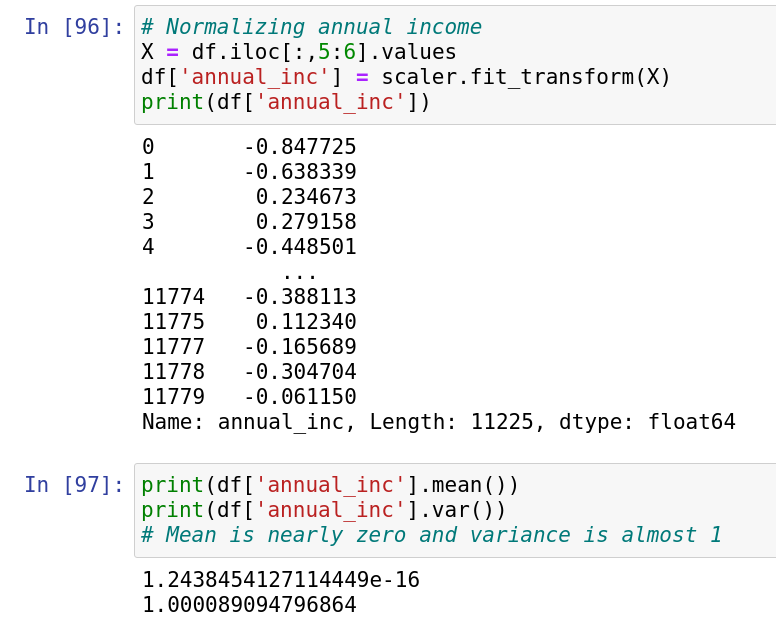 In [96]: # Normalizing annual income
X = df.iloc[:,5:6].values
df['annual_inc'] = scaler.fit_transform(X)
print(df['annual_inc'])
0       -0.847725
1       -0.638339
2        0.234673
3        0.279158
4       -0.448501
           ...
11774   -0.388113
11775    0.112340
11777   -0.165689
11778   -0.304704
11779   -0.061150
Name: annual_inc, Length: 11225, dtype: float64
In [97]: print(df['annual_inc'].mean())
print(df['annual_inc'].var())
# Mean is nearly zero and variance is almost 1
1.2438454127114449e-16
1.000089094796864